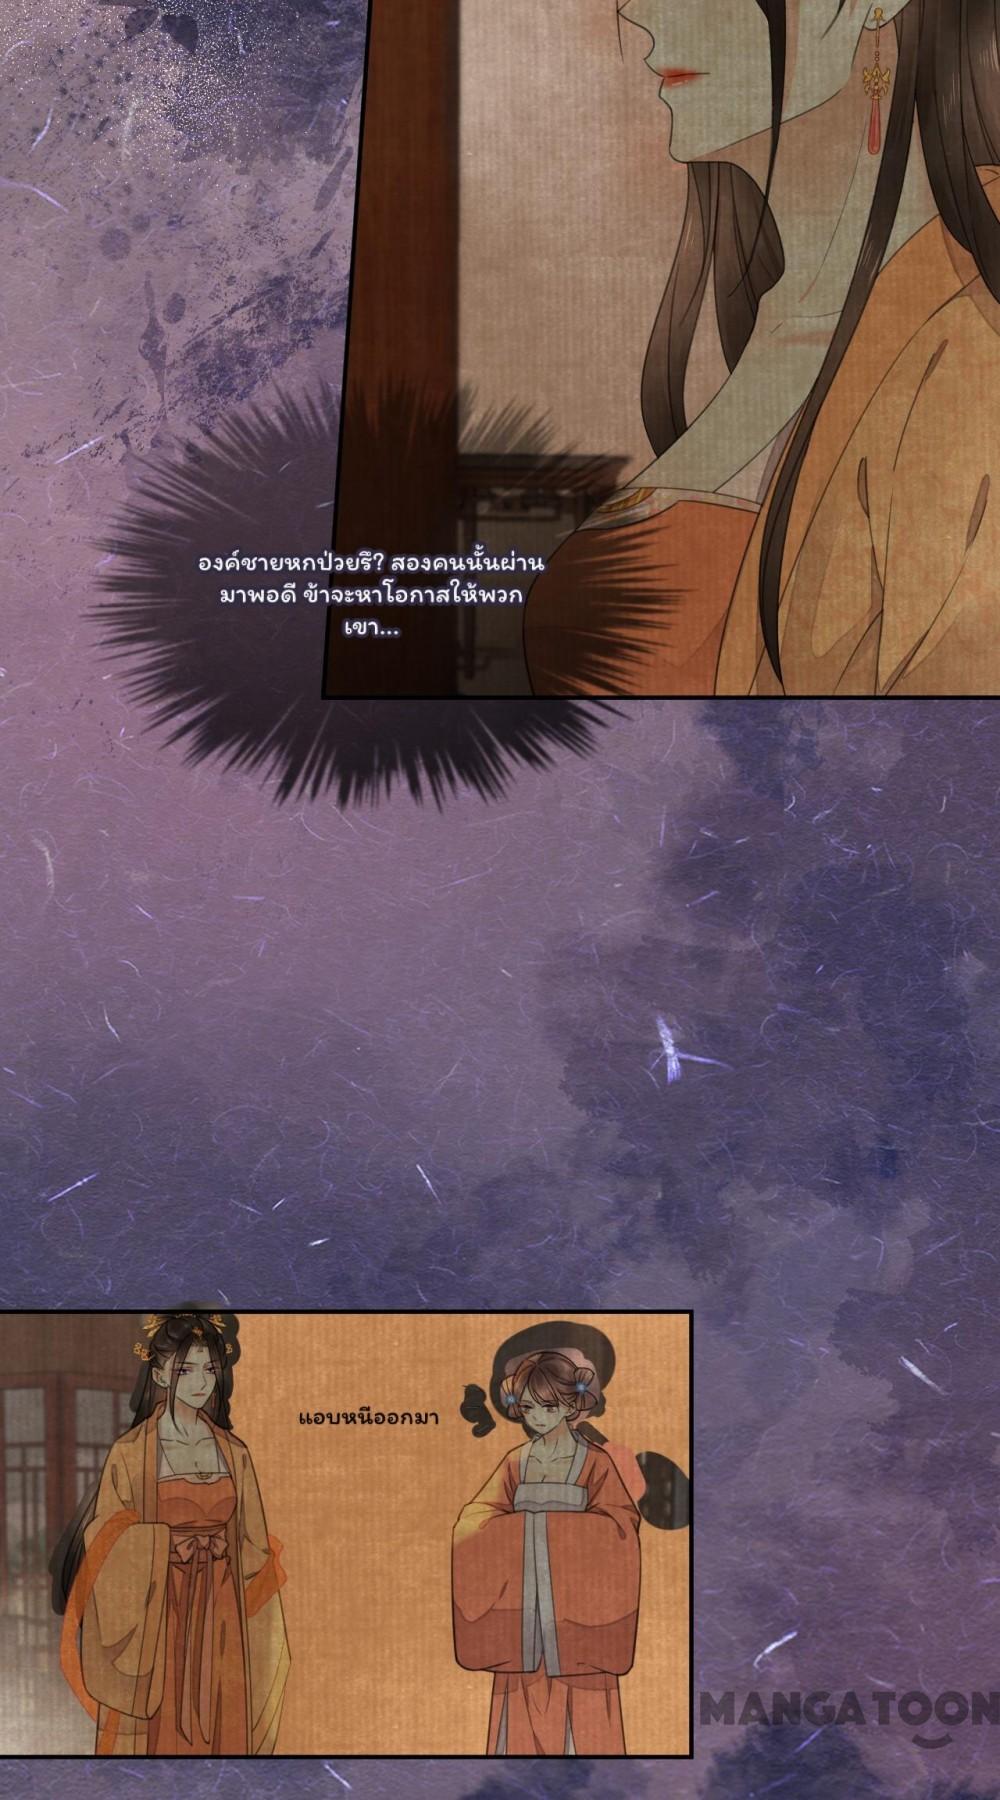 องค์ชายหกป่วยรึ? สองคนนั้นผ่าน
มาพอดี ข้าจะหาโอกาสให้พวก
เขา...
แอบหนีออกมา
MANGATOON